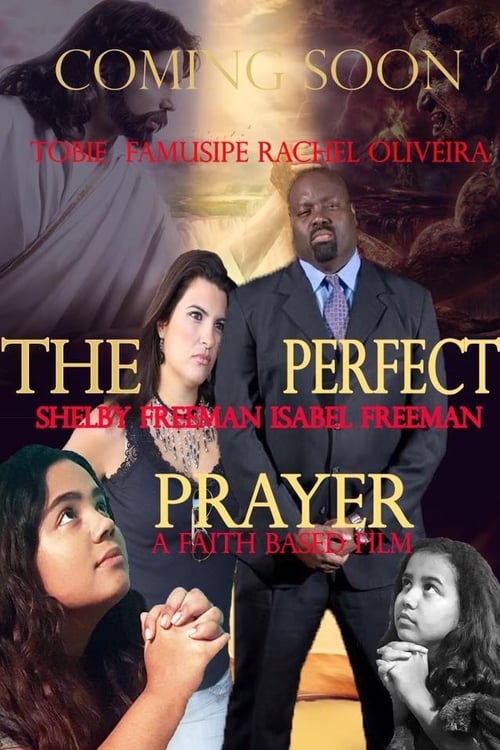 COMING SOON
TOBIE FAMUSIPE RACHEL OLIVEIRA
THE PERFECT
SHELBY FREEMAN ISABEL FREEMAN
PRAYER
A FAITH BASED FILM